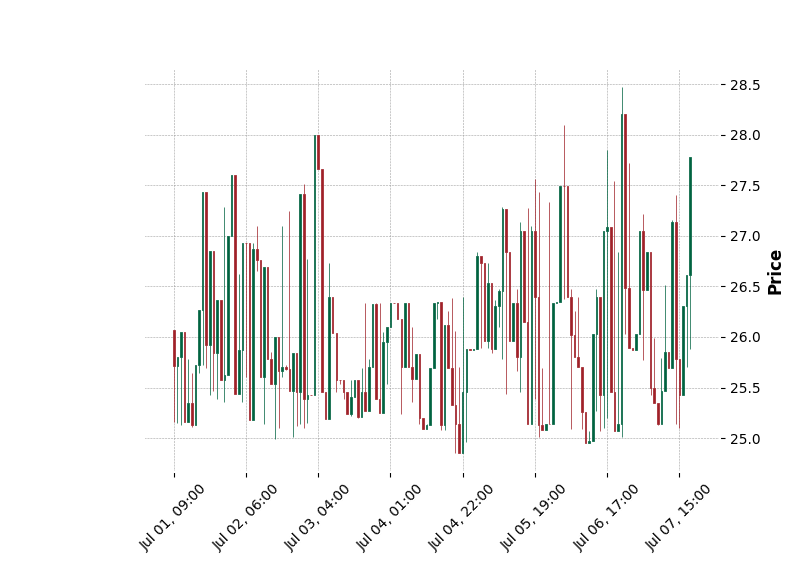 28.5
28.0
27.5
27.0
26.5
26.0
25.5
25.0
Price
Jul 01, 09:00
Jul 02, 06:00
Jul 03, 04:00
Jul 04, 01:00
Jul 04, 22:00
Jul 05, 19:00
Jul 06, 17:00
Jul 07, 15:00